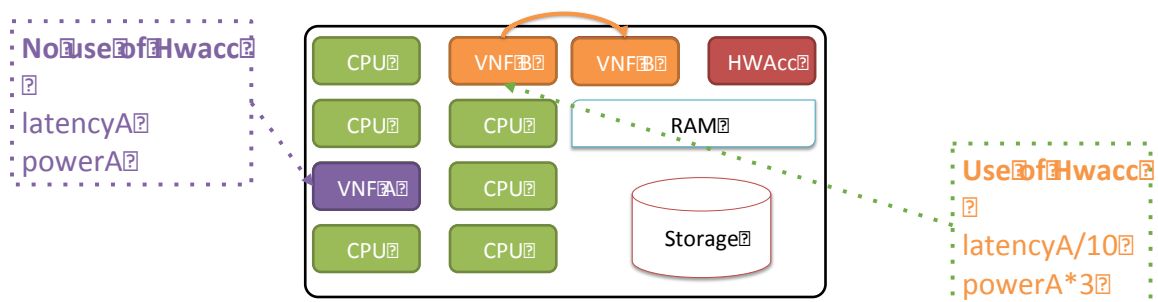 No use of Hwacc
latencyA
powerA
CPU
VNF B
VNF B
HWAcc
CPU
CPU
RAM
VNF A
CPU
CPU
CPU
Storage
Use of Hwacc
latencyA/10
powerA*3